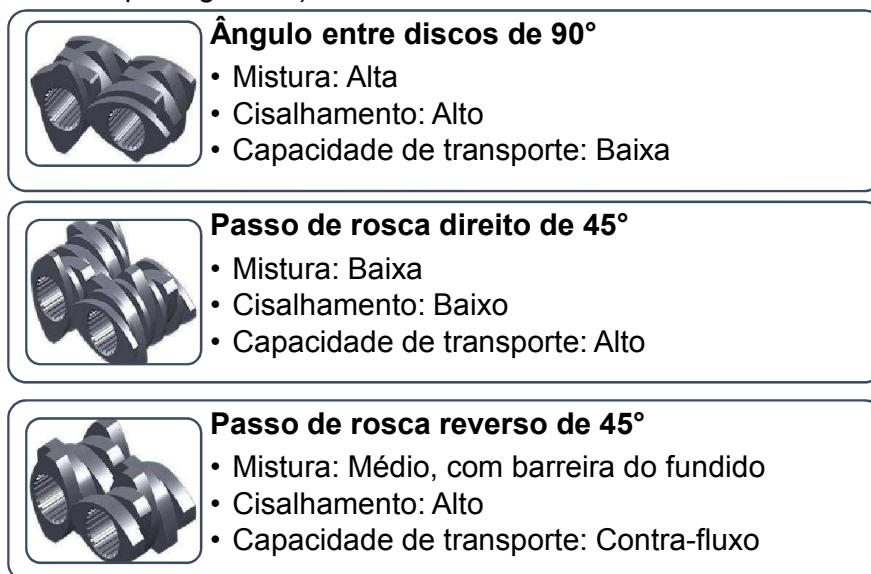 Ângulo entre discos de 90°
• Mistura: Alta
• Cisalhamento: Alto
• Capacidade de transporte: Baixa
Passo de rosca direito de 45°
• Mistura: Baixa
• Cisalhamento: Baixo
• Capacidade de transporte: Alto
Passo de rosca reverso de 45°
• Mistura: Médio, com barreira do fundido
• Cisalhamento: Alto
• Capacidade de transporte: Contra-fluxo